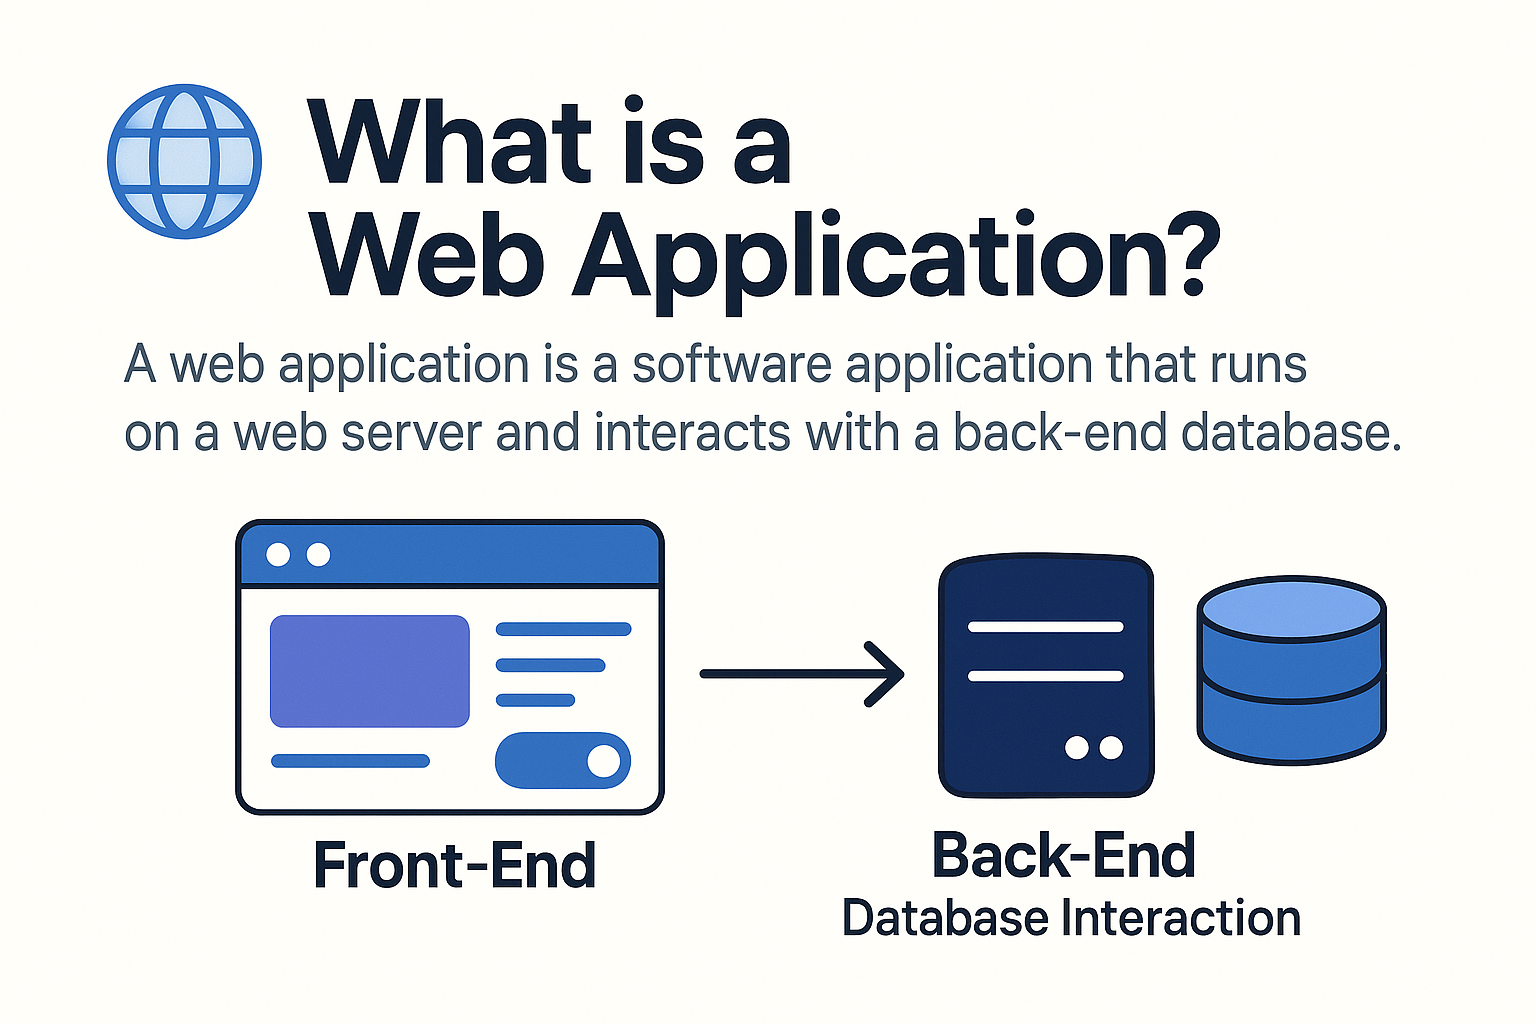 What is a
Web Application?
A web application is a software application that runs
on a web server and interacts with a back-end database.
Front-End
Back-End
Database Interaction